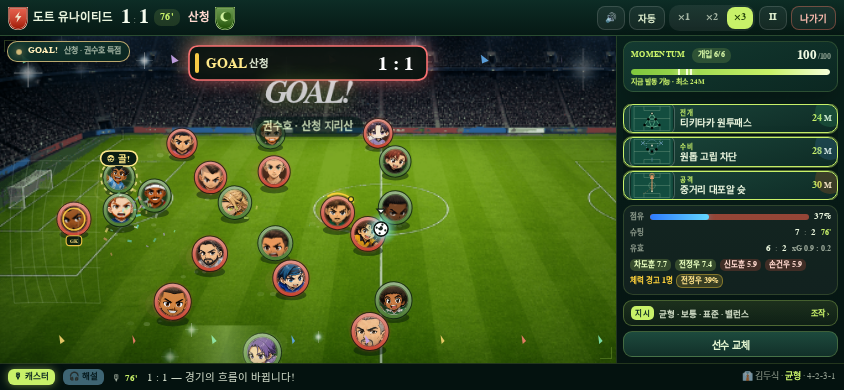 도트 유나이티드 1 : 1 76' 산청
자동 ×1 ×2 ×3 II 나가기
GOAL! 산청 · 권수호 득점
GOAL 산청 1 : 1
GOAL!
권수호 · 산청 지리산
골!
GK
MOMENTUM 개입 6/6 100 /100
지금 발동 가능 · 최소 24M
전개
티키타카 원투패스 24 M
수비
원톱 고립 차단 28 M
공격
중거리 대포알 슛 30 M
점유 37%
슈팅 7 : 2 76'
유효 6 : 2 xG 0.9 : 0.2
차도훈 7.7 전정우 7.4 신도훈 5.9 손건우 5.9
체력 경고 1명 전정우 39%
지시 균형 · 보통 · 표준 · 밸런스 조작 ›
선수 교체
캐스터 해설 76' 1 : 1 — 경기의 흐름이 바뀝니다!
김두식 · 균형 · 4-2-3-1